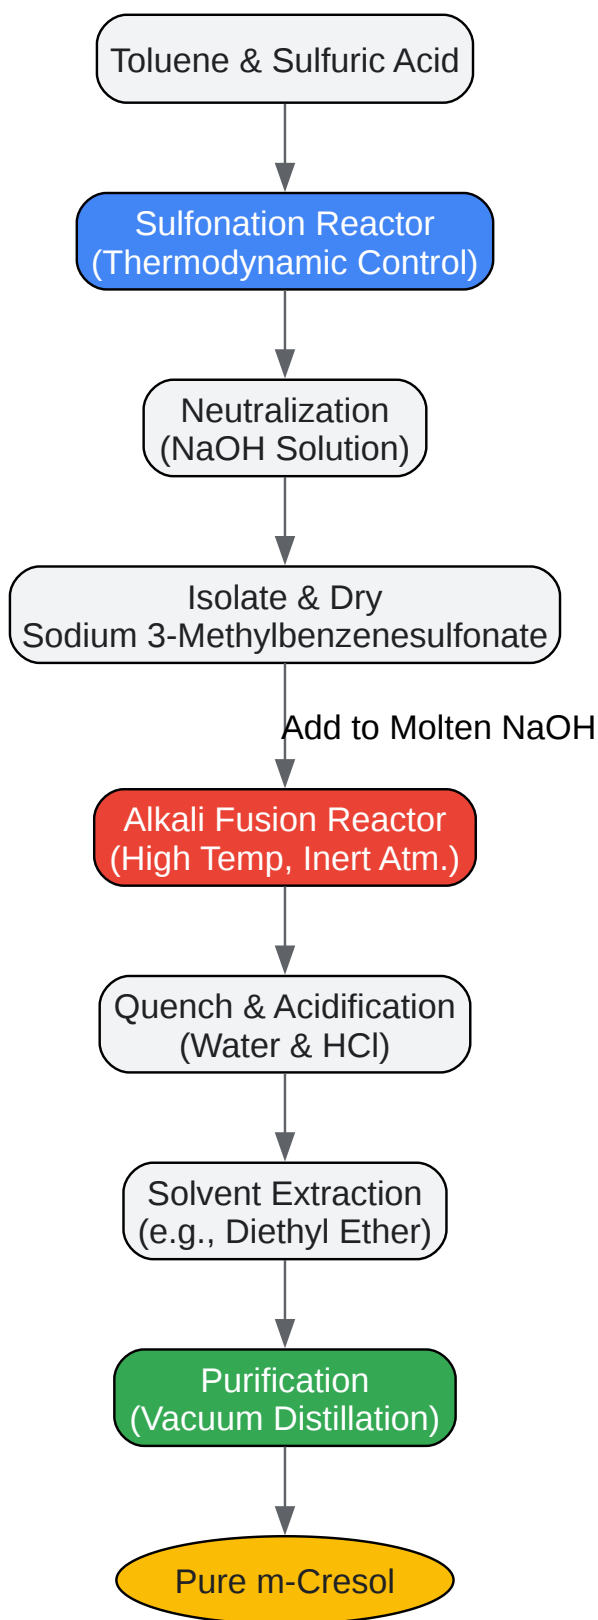 Toluene & Sulfuric Acid
Sulfonation Reactor
(Thermodynamic Control)
Neutralization
(NaOH Solution)
Isolate & Dry
Sodium 3-Methylbenzenesulfonate
Add to Molten NaOH
Alkali Fusion Reactor
(High Temp, Inert Atm.)
Quench & Acidification
(Water & HCl)
Solvent Extraction
(e.g., Diethyl Ether)
Purification
(Vacuum Distillation)
Pure m-Cresol